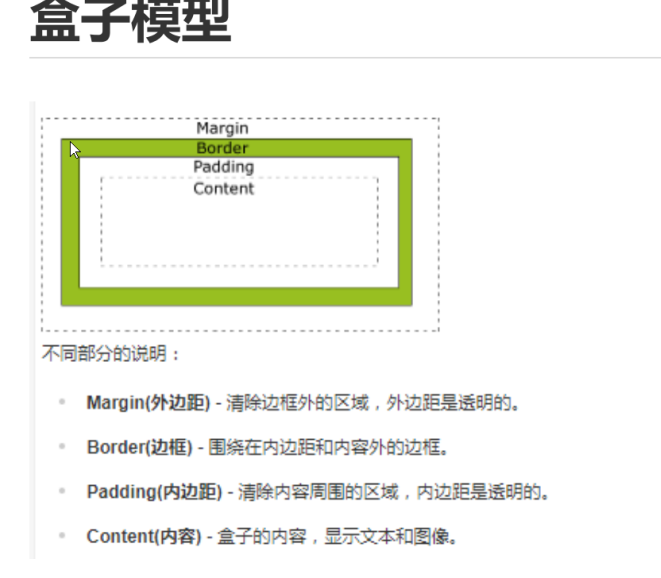 盒子模型
Margin
Border
Padding
Content
不同部分的说明：
Margin(外边距) - 清除边框外的区域，外边距是透明的。
Border(边框) - 围绕在内边距和内容外的边框。
Padding(内边距) - 清除内容周围的区域，内边距是透明的。
Content(内容) - 盒子的内容，显示文本和图像。